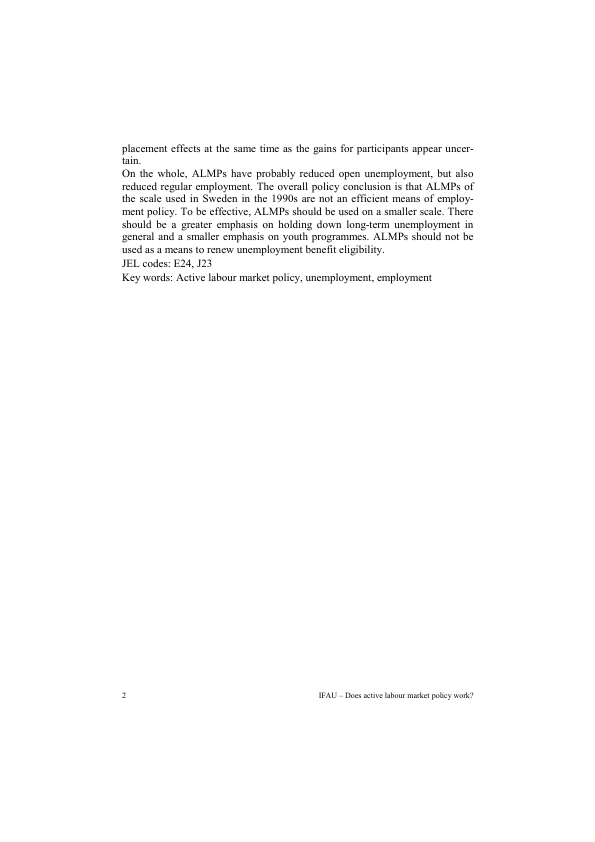 placement effects at the same time as the gains for participants appear uncer-
tain.
On the whole, ALMPs have probably reduced open unemployment, but also
reduced regular employment. The overall policy conclusion is that ALMPs of
the scale used in Sweden in the 1990s are not an efficient means of employ-
ment policy. To be effective, ALMPs should be used on a smaller scale. There
should be a greater emphasis on holding down long-term unemployment in
general and a smaller emphasis on youth programmes. ALMPs should not be
used as a means to renew unemployment benefit eligibility.
JEL codes: E24, J23
Key words: Active labour market policy, unemployment, employment
2 IFAU – Does active labour market policy work?